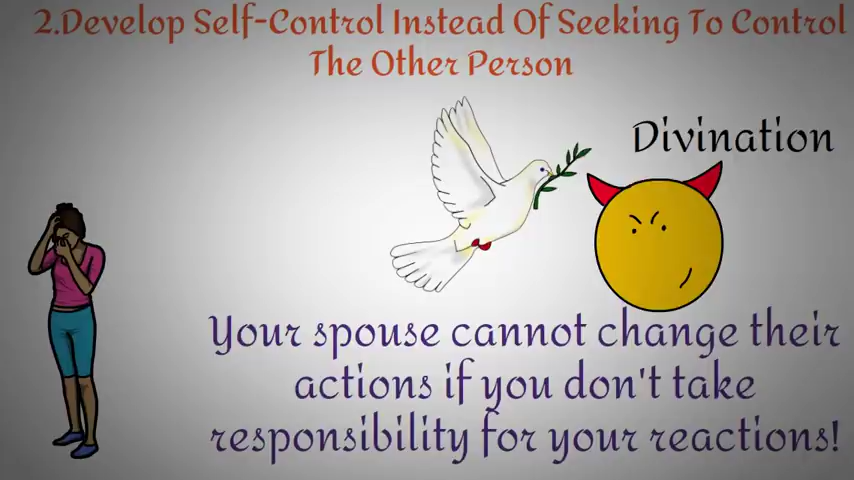 2.Develop Self-Control Instead Of Seeking To Control
The Other Person
Divination
Your spouse cannot change their
actions if you don't take
responsibility for your reactions!